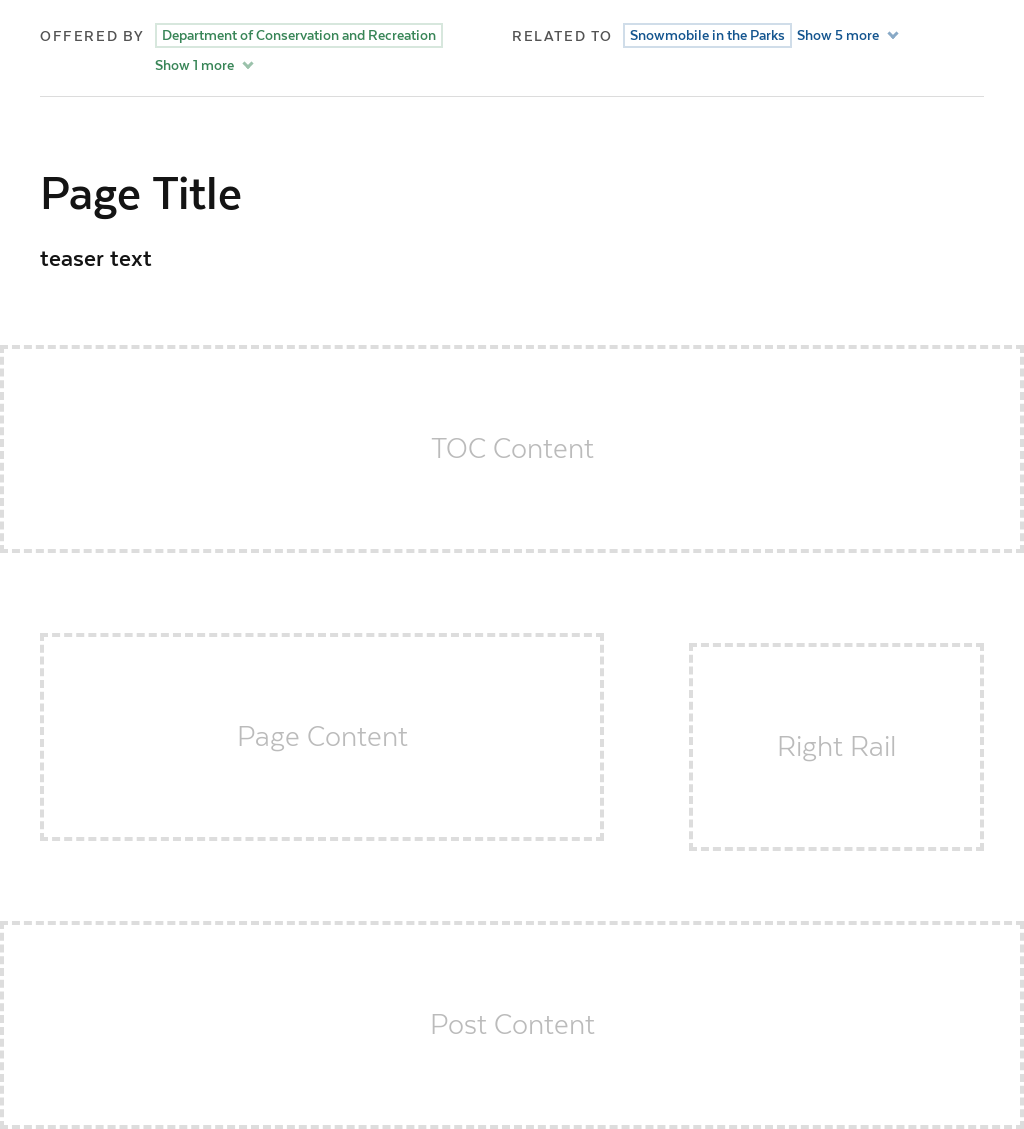 OFFERED BY Department of Conservation and Recreation
Show 1 more
RELATED TO Snowmobile in the Parks Show 5 more
Page Title
teaser text
TOC Content
Page Content
Right Rail
Post Content